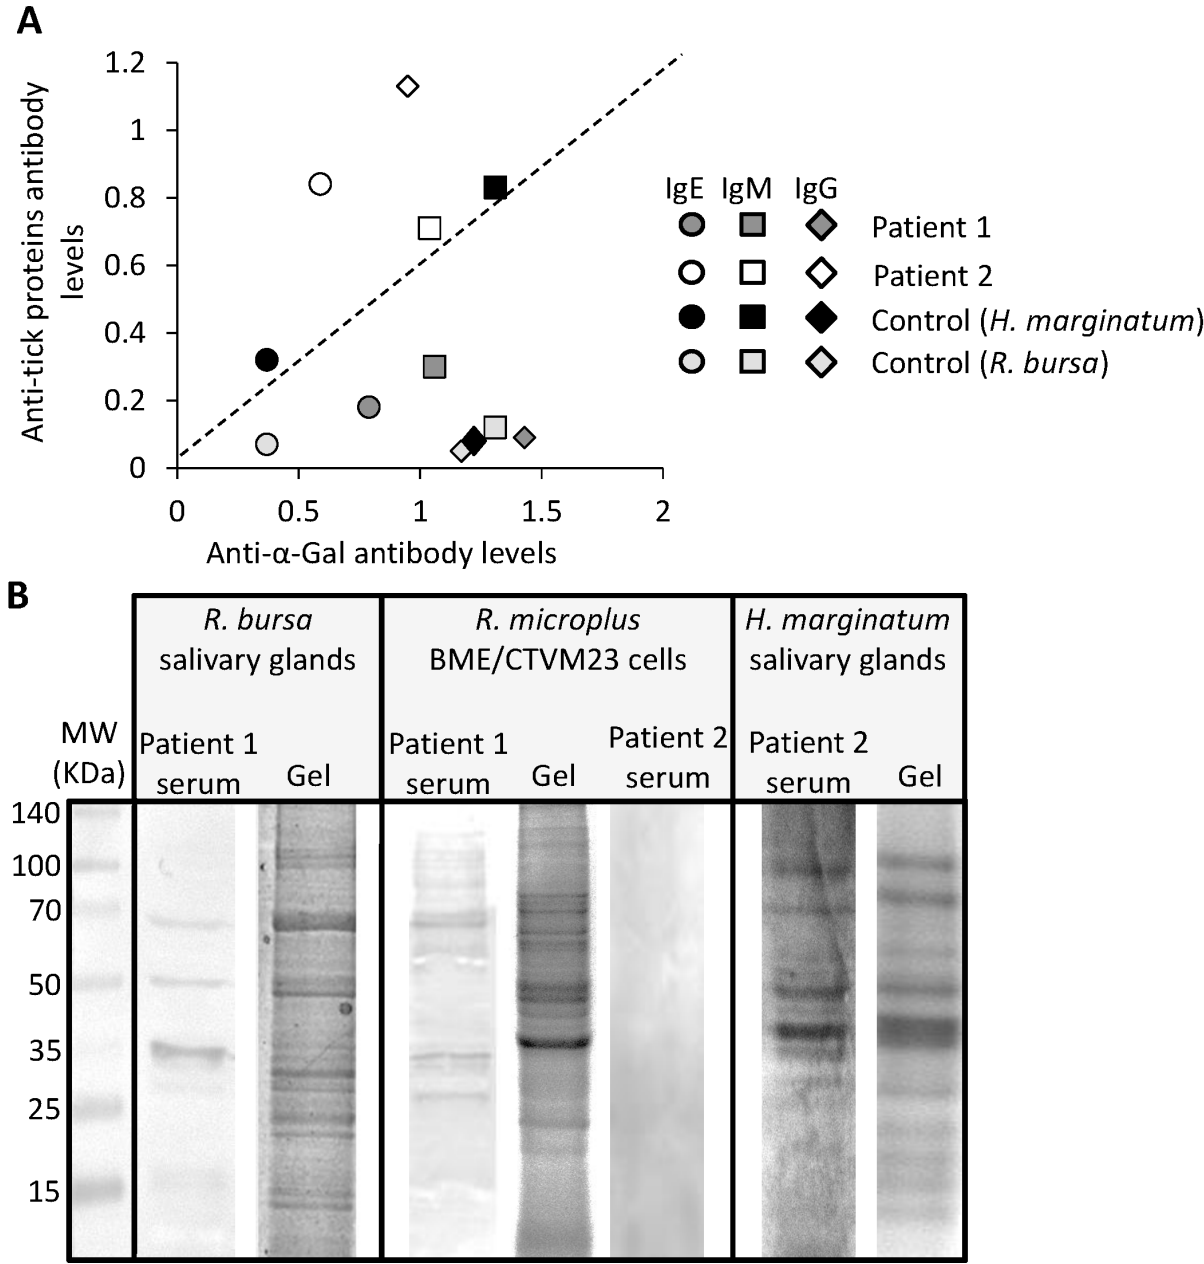 A
Anti-tick proteins antibody
levels
1.2
1
0.8
0.6
0.4
0.2
0
0 0.5 1 1.5 2
Anti-α-Gal antibody levels
IgE IgM IgG
Patient 1
Patient 2
Control (H. marginatum)
Control (R. bursa)
B
R. bursa
salivary glands
R. microplus
BME/CTVM23 cells
H. marginatum
salivary glands
MW
(KDa)
Patient 1
serum
Gel
Patient 1
serum
Gel
Patient 2
serum
Patient 2
serum
Gel
140
100
70
50
35
25
15